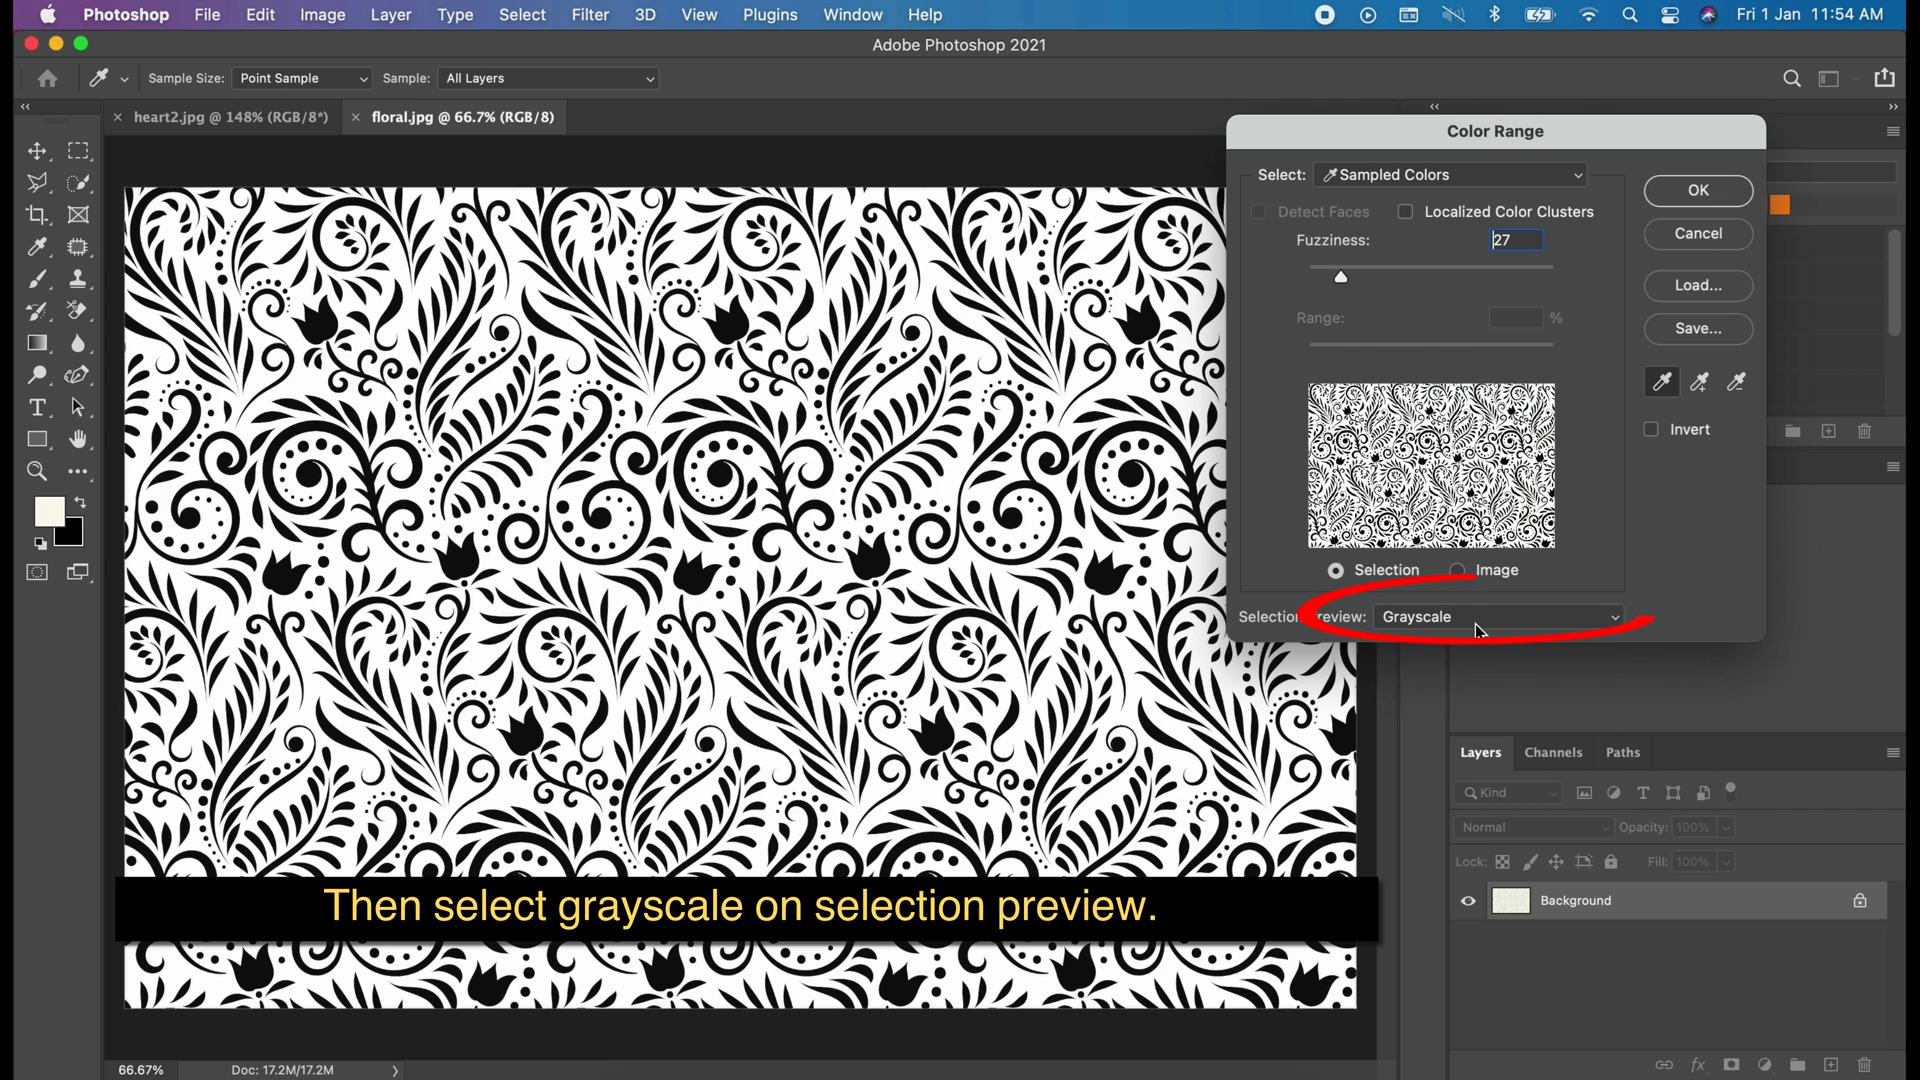 Photoshop File Edit Image Layer Type Select Filter 3D View Plugins Window Help Fri 1 Jan 11:54 AM
Adobe Photoshop 2021
Sample Size: Point Sample Sample: All Layers
heart2.jpg @ 148% (RGB/8*) floral.jpg @ 66.7% (RGB/8)
Color Range
Select: Sampled Colors
OK
Detect Faces Localized Color Clusters
Cancel
Fuzziness: 27
Load...
Range: %
Save...
Invert
Selection Image
Selection Preview: Grayscale
Layers Channels Paths
Kind
Normal Opacity: 100%
Lock: Fill: 100%
Background
Then select grayscale on selection preview.
66.67% Doc: 17.2M/17.2M